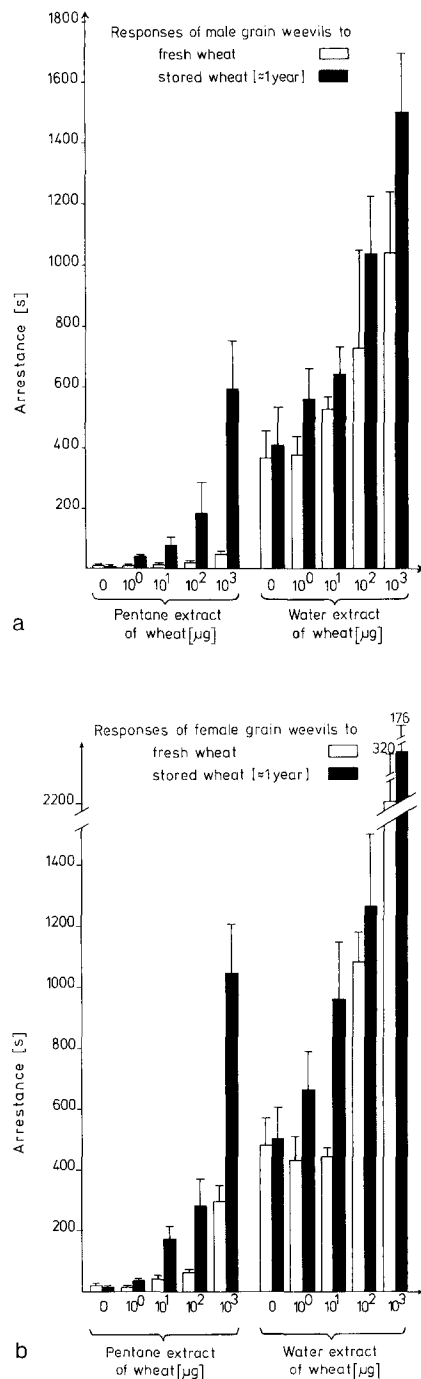 1800
Responses of male grain weevils to
fresh wheat
stored wheat [≈1year]
1600
1400
1200
1000
800
600
400
200
Arrestance [s]
0 10⁰ 10¹ 10² 10³ 0 10⁰ 10¹ 10² 10³
Pentane extract of wheat[µg]
Water extract of wheat[µg]
a
Responses of female grain weevils to
fresh wheat
stored wheat [≈1year]
176
320
2200
1400
1200
1000
800
600
400
200
Arrestance [s]
0 10⁰ 10¹ 10² 10³ 0 10⁰ 10¹ 10² 10³
Pentane extract of wheat[µg]
Water extract of wheat[µg]
b